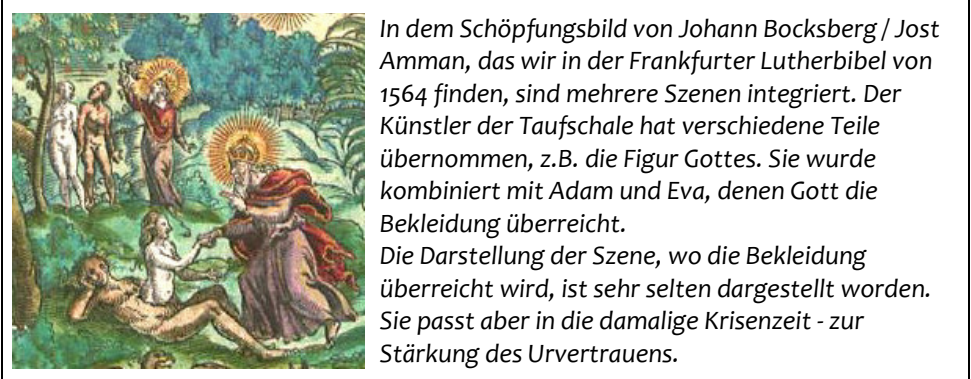 In dem Schöpfungsbild von Johann Bocksberg / Jost
Amman, das wir in der Frankfurter Lutherbibel von
1564 finden, sind mehrere Szenen integriert. Der
Künstler der Taufschale hat verschiedene Teile
übernommen, z.B. die Figur Gottes. Sie wurde
kombiniert mit Adam und Eva, denen Gott die
Bekleidung überreicht.
Die Darstellung der Szene, wo die Bekleidung
überreicht wird, ist sehr selten dargestellt worden.
Sie passt aber in die damalige Krisenzeit - zur
Stärkung des Urvertrauens.